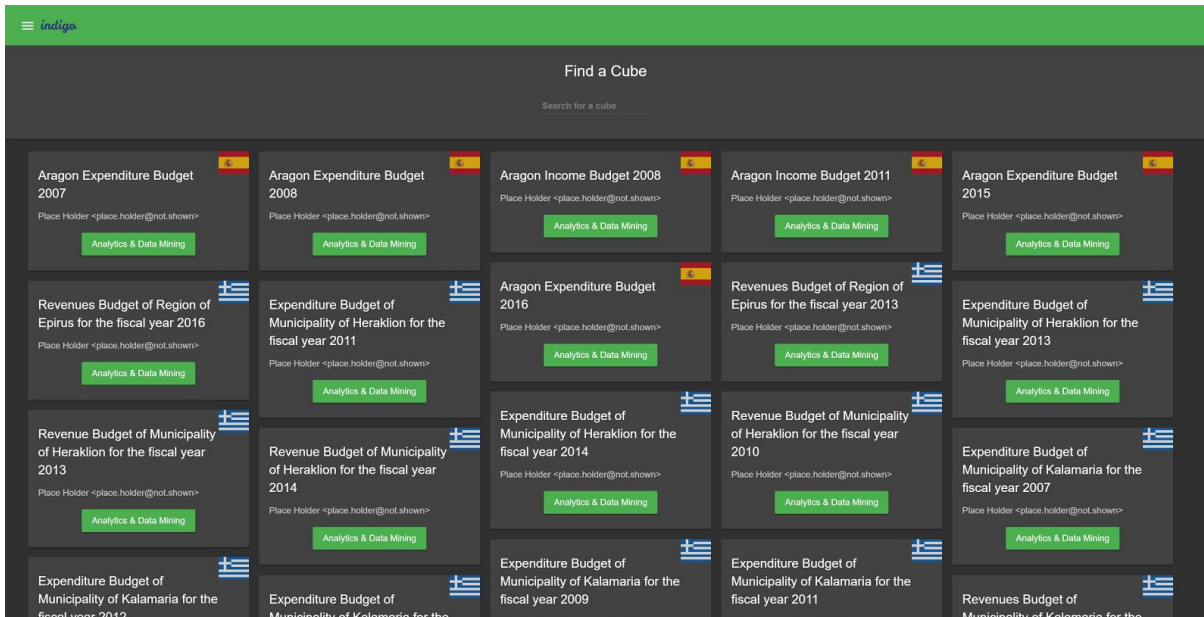 indigo
Find a Cube
Search for a cube
Aragon Expenditure Budget
2007
Place Holder <place.holder@not.shown>
Analytics & Data Mining
Aragon Expenditure Budget
2008
Place Holder <place.holder@not.shown>
Analytics & Data Mining
Aragon Income Budget 2008
Place Holder <place.holder@not.shown>
Analytics & Data Mining
Aragon Income Budget 2011
Place Holder <place.holder@not.shown>
Analytics & Data Mining
Aragon Expenditure Budget
2015
Place Holder <place.holder@not.shown>
Analytics & Data Mining
Revenues Budget of Region of
Epirus for the fiscal year 2016
Place Holder <place.holder@not.shown>
Analytics & Data Mining
Expenditure Budget of
Municipality of Heraklion for the
fiscal year 2011
Place Holder <place.holder@not.shown>
Analytics & Data Mining
Aragon Expenditure Budget
2016
Place Holder <place.holder@not.shown>
Analytics & Data Mining
Revenues Budget of Region of
Epirus for the fiscal year 2013
Place Holder <place.holder@not.shown>
Analytics & Data Mining
Expenditure Budget of
Municipality of Heraklion for the
fiscal year 2013
Place Holder <place.holder@not.shown>
Analytics & Data Mining
Revenue Budget of Municipality
of Heraklion for the fiscal year
2013
Place Holder <place.holder@not.shown>
Analytics & Data Mining
Revenue Budget of Municipality
of Heraklion for the fiscal year
2014
Place Holder <place.holder@not.shown>
Analytics & Data Mining
Expenditure Budget of
Municipality of Heraklion for the
fiscal year 2014
Place Holder <place.holder@not.shown>
Analytics & Data Mining
Revenue Budget of Municipality
of Heraklion for the fiscal year
2010
Place Holder <place.holder@not.shown>
Analytics & Data Mining
Expenditure Budget of
Municipality of Kalamaria for the
fiscal year 2007
Place Holder <place.holder@not.shown>
Analytics & Data Mining
Expenditure Budget of
Municipality of Kalamaria for the
fiscal year 2012
Expenditure Budget of
Municipality of Kalamaria for the
Expenditure Budget of
Municipality of Kalamaria for the
fiscal year 2009
Expenditure Budget of
Municipality of Kalamaria for the
fiscal year 2011
Revenues Budget of
Municipality of Kalamaria for the